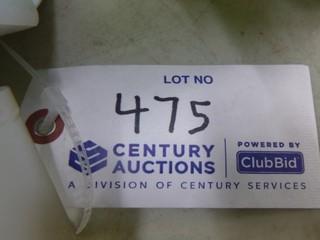 LOT NO
475
CENTURY AUCTIONS
POWERED BY
ClubBid
A DIVISION OF CENTURY SERVICES